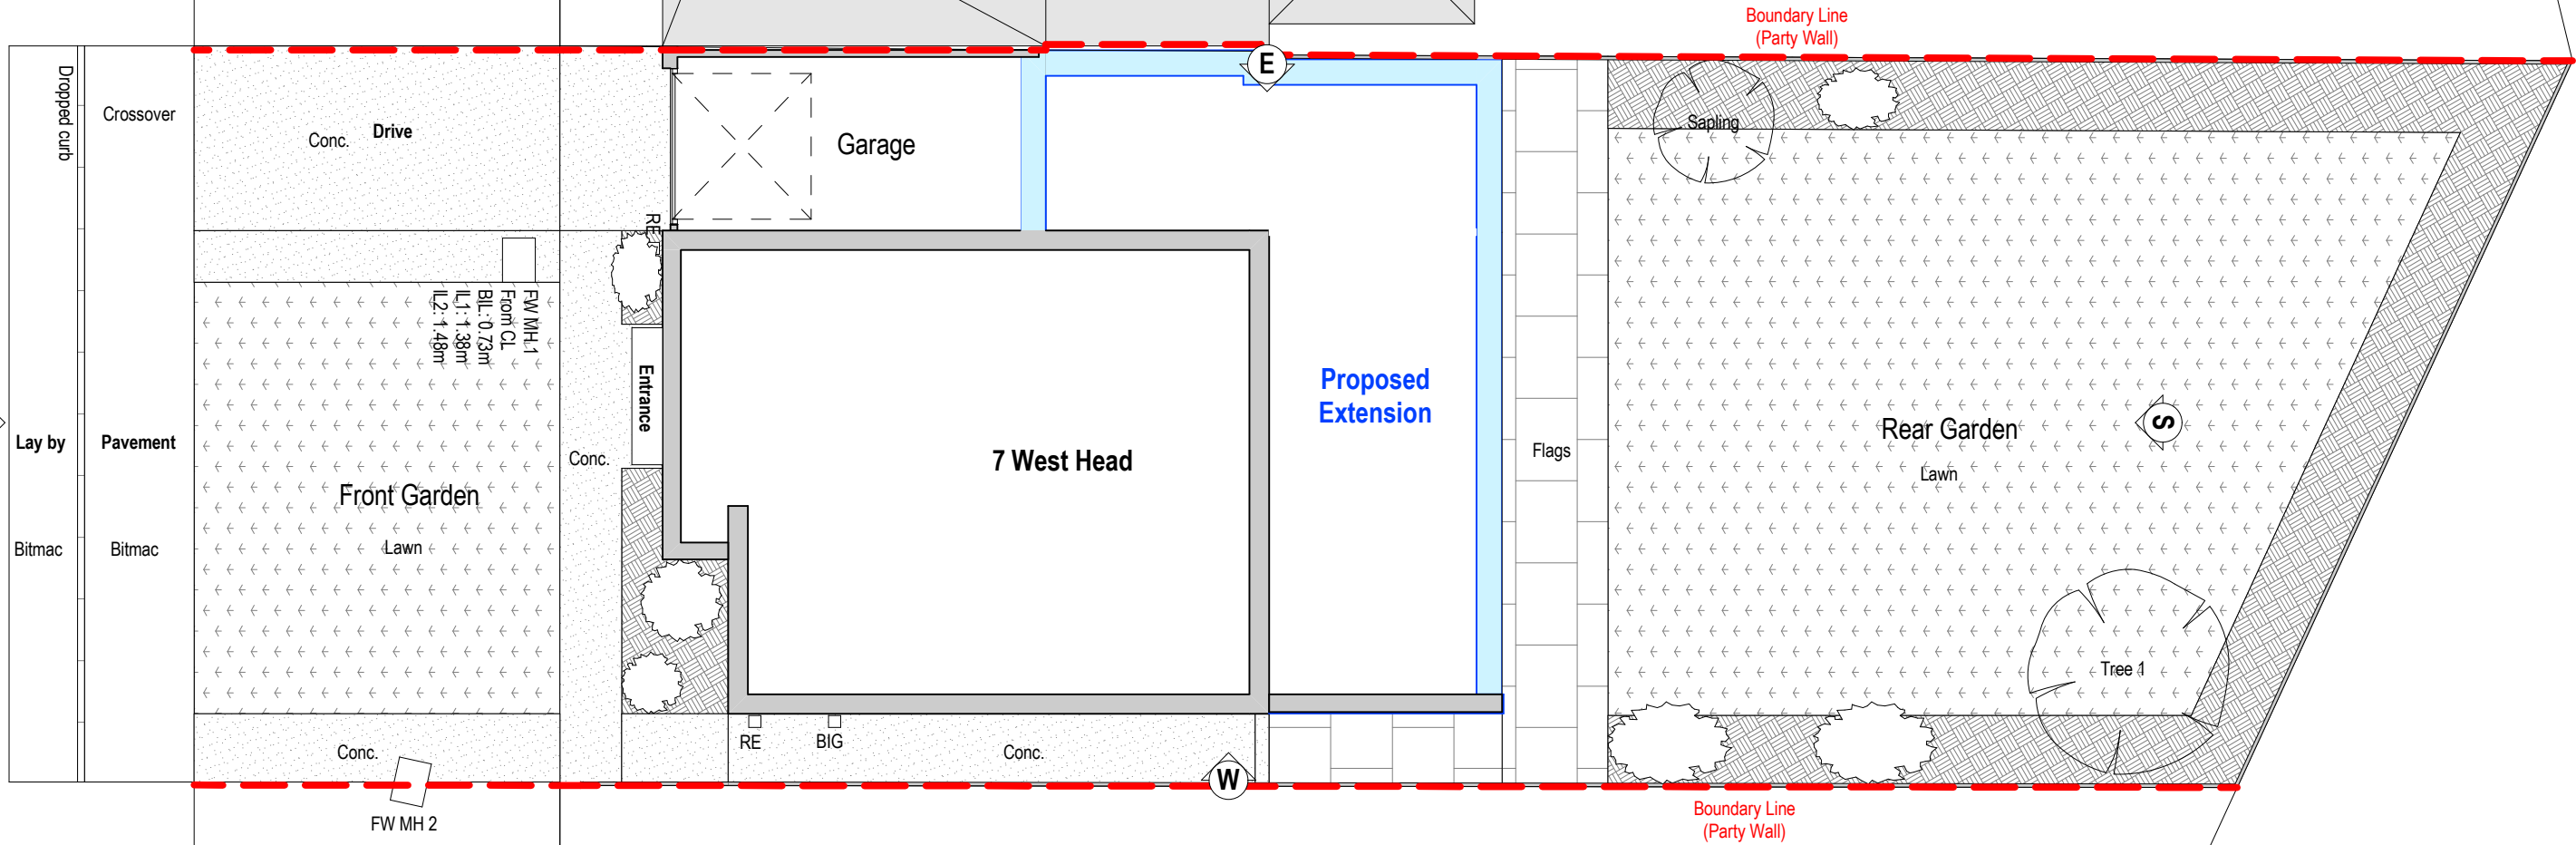 Boundary Line
(Party Wall)
E
Dropped curb
Crossover
Conc.
Drive
Garage
Sapling
RE
FW MH 1
From CL
BIL: 0.73m
IL1: 1.38m
IL2: 1.48m
Entrance
Proposed
Extension
Lay by
Pavement
Conc.
7 West Head
Flags
Rear Garden
Lawn
S
Front Garden
Lawn
Bitmac
Bitmac
Tree 1
Conc.
RE
BIG
Conc.
W
FW MH 2
Boundary Line
(Party Wall)